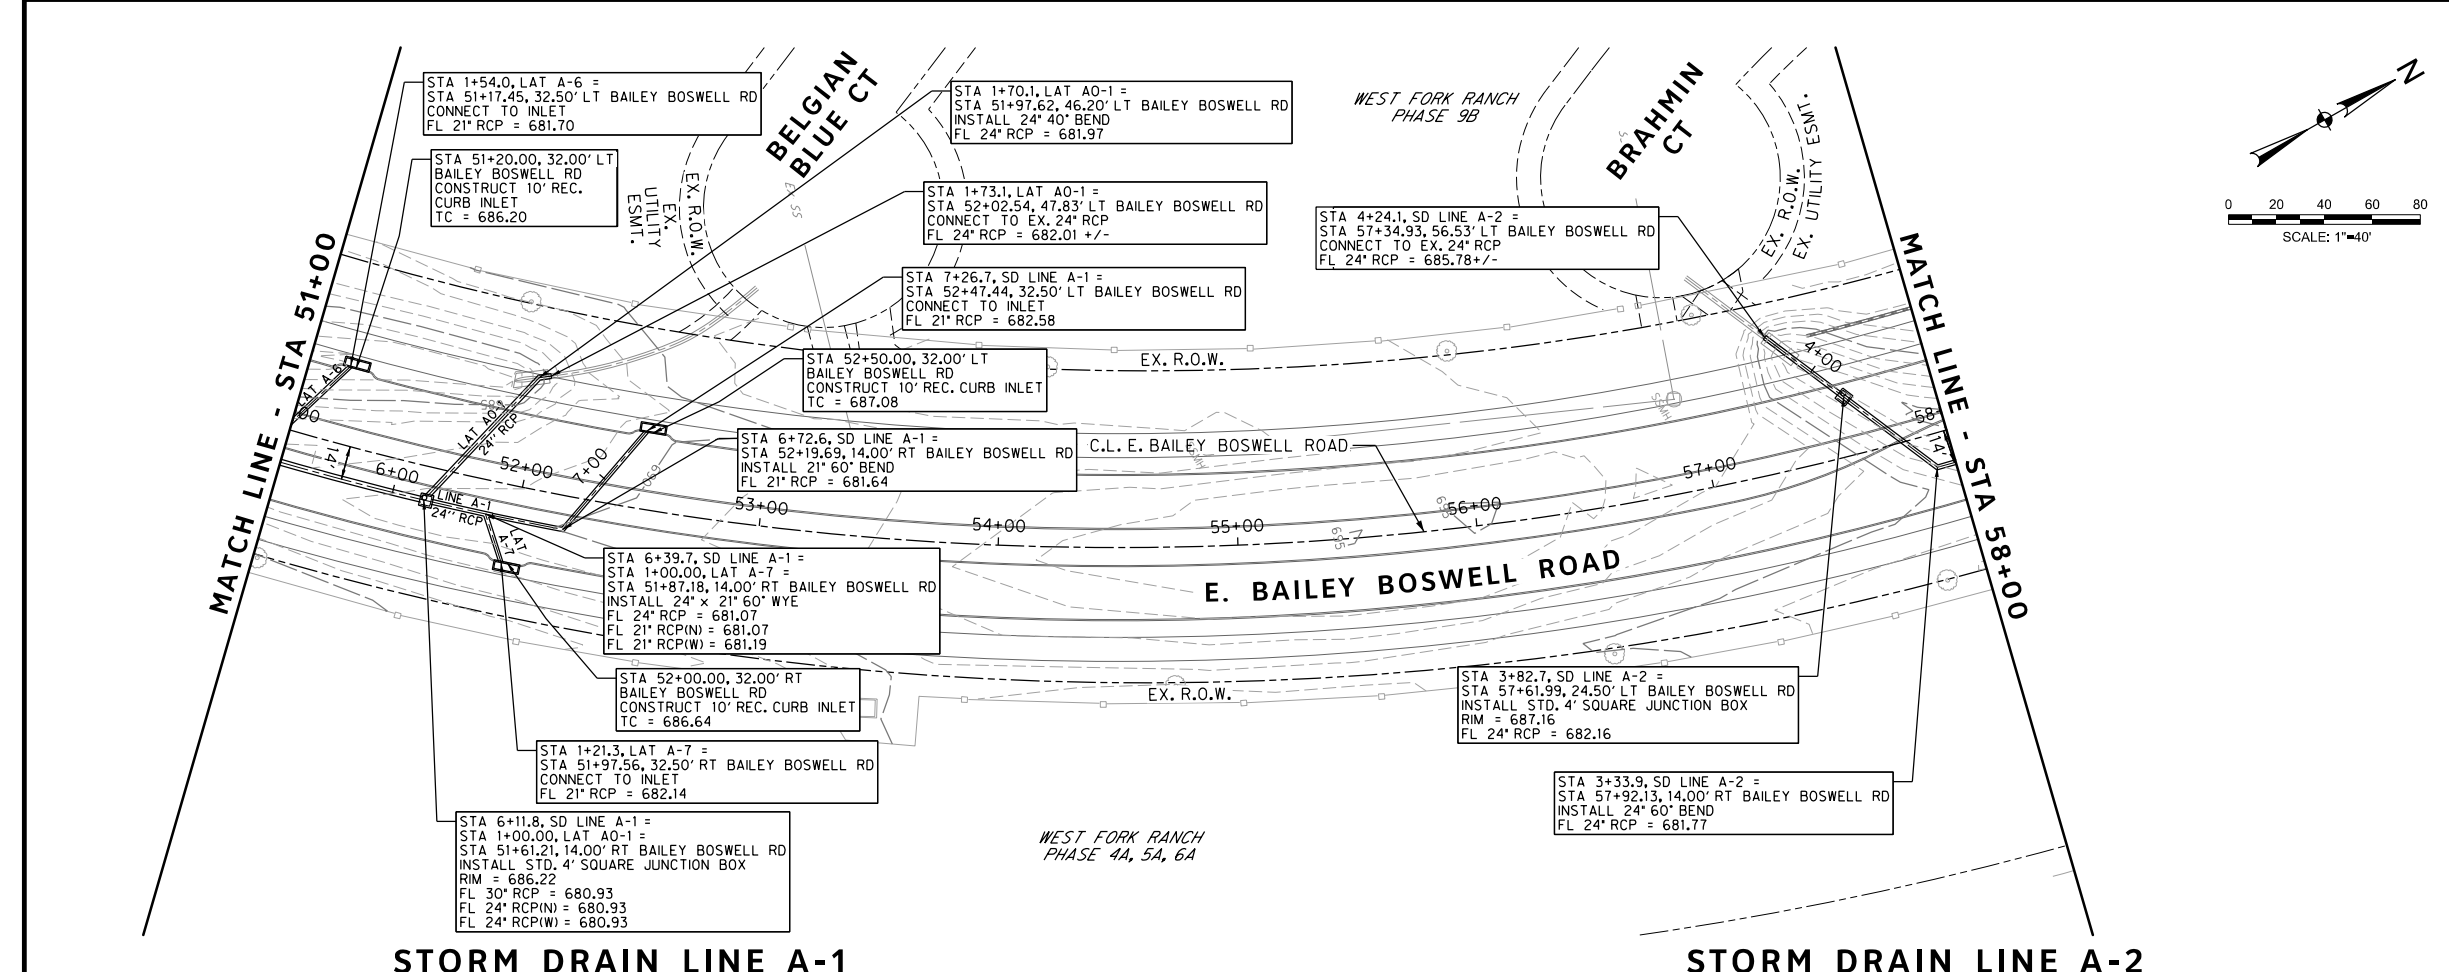 STA 1+54.0, LAT A-6 =
STA 51+17.45, 32.50' LT BAILEY BOSWELL RD
CONNECT TO INLET
FL 21" RCP = 681.70
STA 51+20.00, 32.00' LT
BAILEY BOSWELL RD
CONSTRUCT 10' REC.
CURB INLET
TC = 686.20
BELGIAN
BLUE CT
EX. SS
EX. R.O.W.
EX.
UTILITY
ESMT.
STA 1+70.1, LAT AO-1 =
STA 51+97.62, 46.20' LT BAILEY BOSWELL RD
INSTALL 24" 40° BEND
FL 24" RCP = 681.97
STA 1+73.1, LAT AO-1 =
STA 52+02.54, 47.83' LT BAILEY BOSWELL RD
CONNECT TO EX. 24" RCP
FL 24" RCP = 682.01 +/-
STA 7+26.7, SD LINE A-1 =
STA 52+47.44, 32.50' LT BAILEY BOSWELL RD
CONNECT TO INLET
FL 21" RCP = 682.58
STA 52+50.00, 32.00' LT
BAILEY BOSWELL RD
CONSTRUCT 10' REC. CURB INLET
TC = 687.08
STA 6+72.6, SD LINE A-1 =
STA 52+19.69, 14.00' RT BAILEY BOSWELL RD
INSTALL 21" 60° BEND
FL 21" RCP = 681.64
WEST FORK RANCH
PHASE 9B
BRAHMIN
CT
EX. R.O.W.
EX. UTILITY ESMT.
STA 4+24.1, SD LINE A-2 =
STA 57+34.93, 56.53' LT BAILEY BOSWELL RD
CONNECT TO EX. 24" RCP
FL 24" RCP = 685.78+/-
N
0 20 40 60 80
SCALE: 1"=40'
MATCH LINE - STA 51+00
MATCH LINE - STA 58+00
EX. R.O.W.
C.L. E. BAILEY BOSWELL ROAD
LAT A-6
LAT AO-1
24" RCP
14'
6+00
52+00
7+00
LINE A-1
24" RCP
LAT
A-7
53+00
54+00
55+00
56+00
57+00
58
4+00
14'
695
SSMH
E. BAILEY BOSWELL ROAD
STA 6+39.7, SD LINE A-1 =
STA 1+00.00, LAT A-7 =
STA 51+87.18, 14.00' RT BAILEY BOSWELL RD
INSTALL 24" x 21" 60° WYE
FL 24" RCP = 681.07
FL 21" RCP(N) = 681.07
FL 21" RCP(W) = 681.19
STA 52+00.00, 32.00' RT
BAILEY BOSWELL RD
CONSTRUCT 10' REC. CURB INLET
TC = 686.64
STA 1+21.3, LAT A-7 =
STA 51+97.56, 32.50' RT BAILEY BOSWELL RD
CONNECT TO INLET
FL 21" RCP = 682.14
STA 6+11.8, SD LINE A-1 =
STA 1+00.00, LAT AO-1 =
STA 51+61.21, 14.00' RT BAILEY BOSWELL RD
INSTALL STD. 4' SQUARE JUNCTION BOX
RIM = 686.22
FL 30" RCP = 680.93
FL 24" RCP(N) = 680.93
FL 24" RCP(W) = 680.93
EX. R.O.W.
WEST FORK RANCH
PHASE 4A, 5A, 6A
STA 3+82.7, SD LINE A-2 =
STA 57+61.99, 24.50' LT BAILEY BOSWELL RD
INSTALL STD. 4' SQUARE JUNCTION BOX
RIM = 687.16
FL 24" RCP = 682.16
STA 3+33.9, SD LINE A-2 =
STA 57+92.13, 14.00' RT BAILEY BOSWELL RD
INSTALL 24" 60° BEND
FL 24" RCP = 681.77
STORM DRAIN LINE A-1
STORM DRAIN LINE A-2